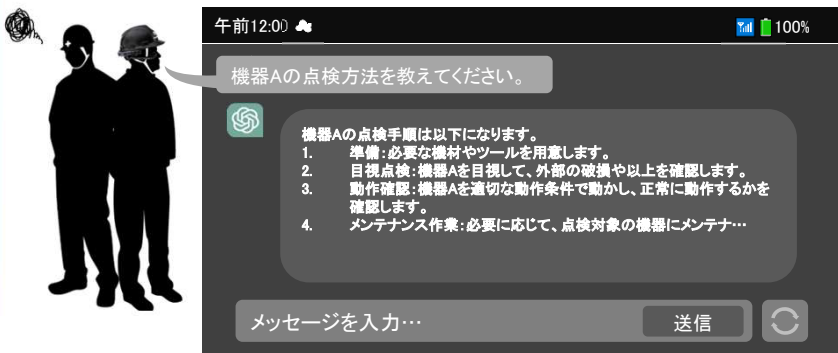 午前12:00
100%
機器Aの点検方法を教えてください。
機器Aの点検手順は以下になります。
1. 準備:必要な機材やツールを用意します。
2. 目視点検:機器Aを目視して、外部の破損や以上を確認します。
3. 動作確認:機器Aを適切な動作条件で動かし、正常に動作するかを
確認します。
4. メンテナンス作業:必要に応じて、点検対象の機器にメンテナ…
メッセージを入力…
送信